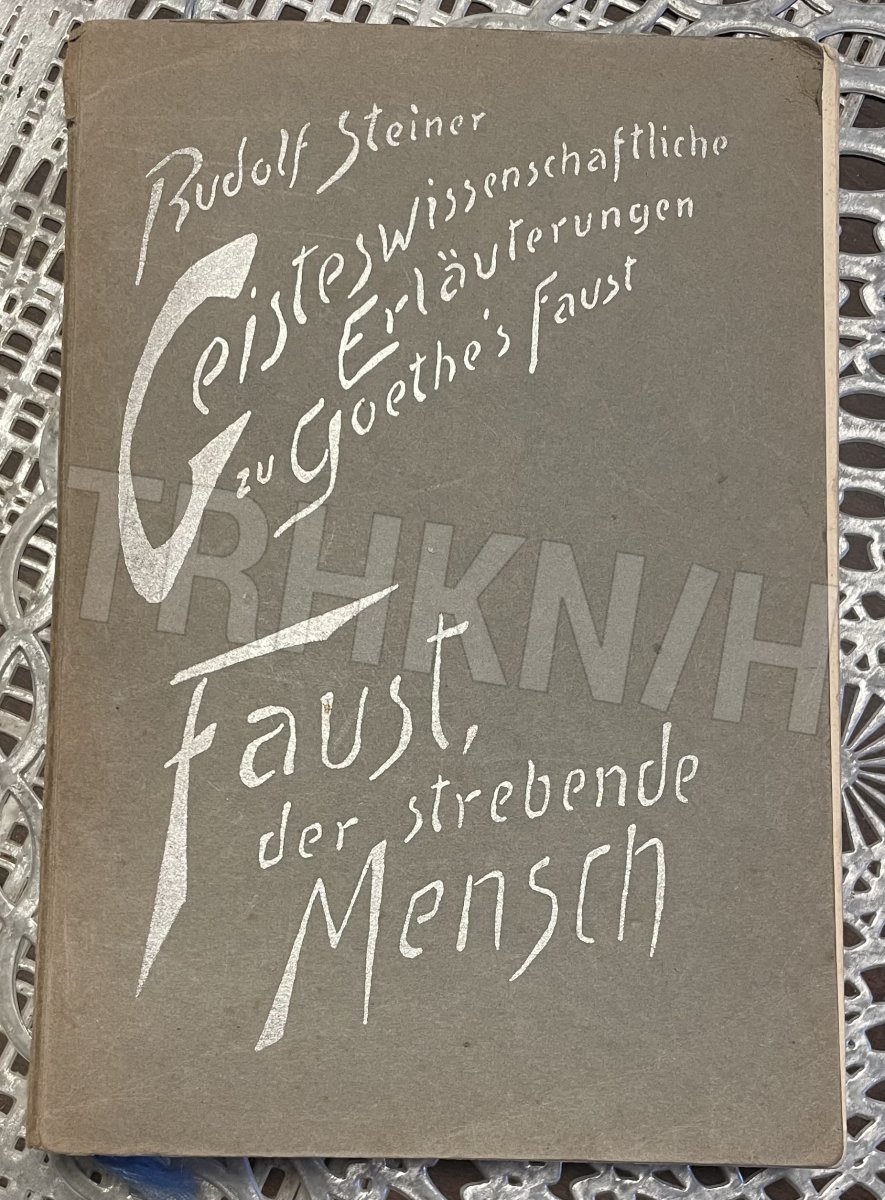 Rudolf Steiner
Geisteswissenschaftliche
Erläuterungen
zu Goethe's Faust
TRHKN/H
Faust,
der strebende
Mensch